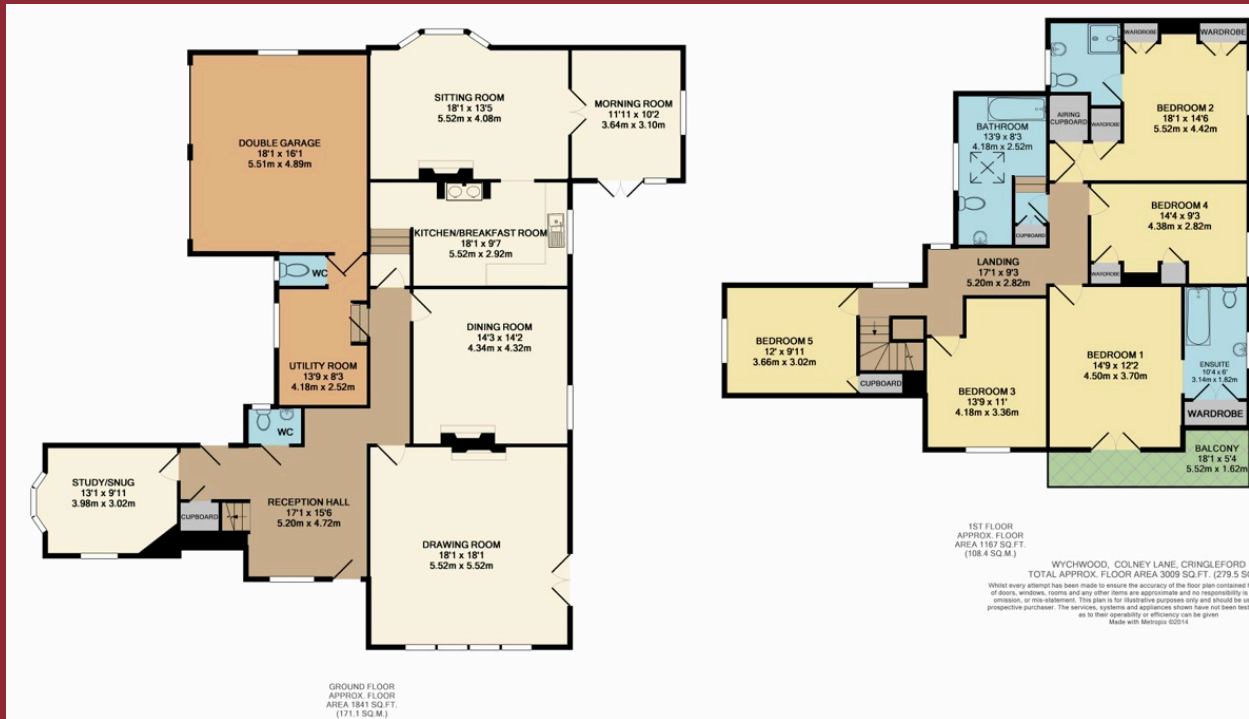 DOUBLE GARAGE
18'1 x 16'1
5.51m x 4.89m
SITTING ROOM
18'1 x 13'5
5.52m x 4.08m
MORNING ROOM
11'11 x 10'2
3.64m x 3.10m
KITCHEN/BREAKFAST ROOM
18'1 x 9'7
5.52m x 2.92m
WC
UTILITY ROOM
13'9 x 8'3
4.18m x 2.52m
DINING ROOM
14'3 x 14'2
4.34m x 4.32m
WC
STUDY/SNUG
13'1 x 9'11
3.98m x 3.02m
CUPBOARD
RECEPTION HALL
17'1 x 15'6
5.20m x 4.72m
DRAWING ROOM
18'1 x 18'1
5.52m x 5.52m
GROUND FLOOR
APPROX. FLOOR
AREA 1841 SQ.FT.
(171.1 SQ.M.)
WARDROBE
WARDROBE
BEDROOM 2
18'1 x 14'6
5.52m x 4.42m
AIRING
CUPBOARD
WARDROBE
BATHROOM
13'9 x 8'3
4.18m x 2.52m
CUPBOARD
BEDROOM 4
14'4 x 9'3
4.38m x 2.82m
WARDROBE
LANDING
17'1 x 9'3
5.20m x 2.82m
BEDROOM 5
12' x 9'11
3.66m x 3.02m
CUPBOARD
BEDROOM 3
13'9 x 11'
4.18m x 3.36m
BEDROOM 1
14'9 x 12'2
4.50m x 3.70m
ENSUITE
10'4 x 6'
3.14m x 1.82m
WARDROBE
BALCONY
18'1 x 5'4
5.52m x 1.62m
1ST FLOOR
APPROX. FLOOR
AREA 1167 SQ.FT.
(108.4 SQ.M.)
WYCHWOOD, COLNEY LANE, CRINGLEFORD
TOTAL APPROX. FLOOR AREA 3009 SQ.FT. (279.5 SQ
Whilst every attempt has been made to ensure the accuracy of the floor plan contained
of doors, windows, rooms and any other items are approximate and no responsibility is
omission, or mis-statement. This plan is for illustrative purposes only and should be
prospective purchaser. The services, systems and appliances shown have not been
as to their operability or efficiency can be given
Made with Metropix ©2014